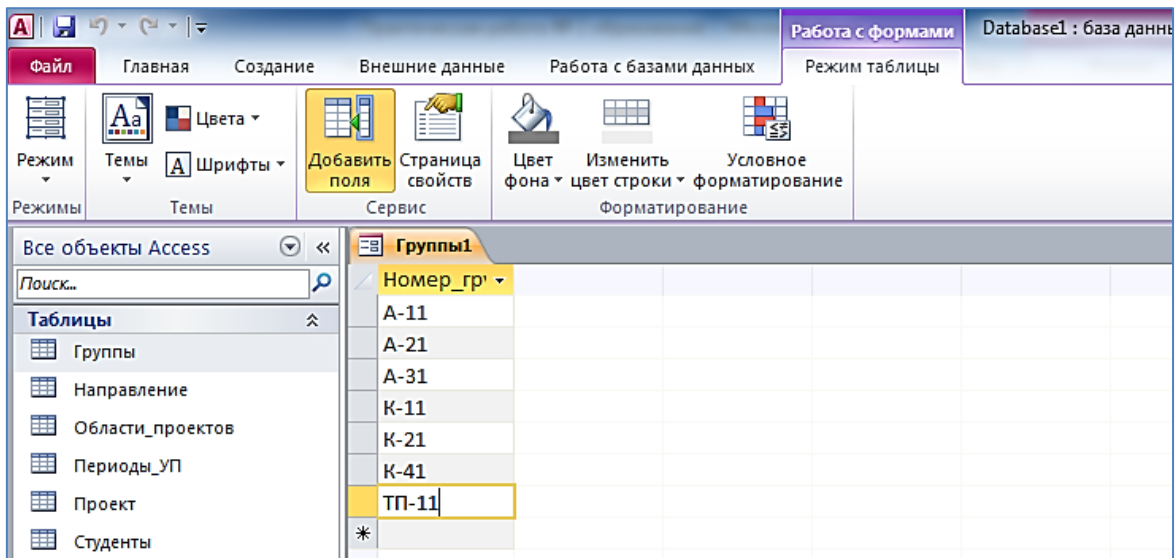 A
Работа с формами
Database1 : база данны
Файл
Главная
Создание
Внешние данные
Работа с базами данных
Режим таблицы
Режим
Aa
Темы
Цвета
A Шрифты
Добавить поля
Страница свойств
Цвет фона
Изменить цвет строки
Условное форматирование
Режимы
Темы
Сервис
Форматирование
Все объекты Access
Группы1
Поиск...
Номер_гр
Таблицы
А-11
Группы
А-21
Направление
А-31
Области_проектов
К-11
Периоды_УП
К-21
Проект
К-41
Студенты
ТП-11